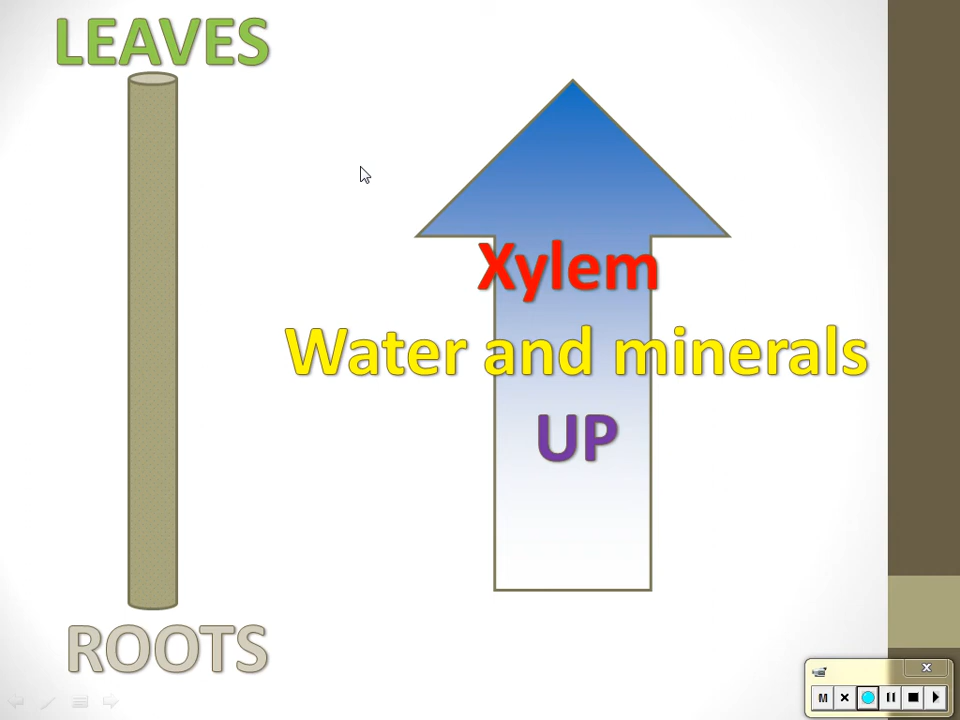 LEAVES
Xylem
Water and minerals
UP
ROOTS
M